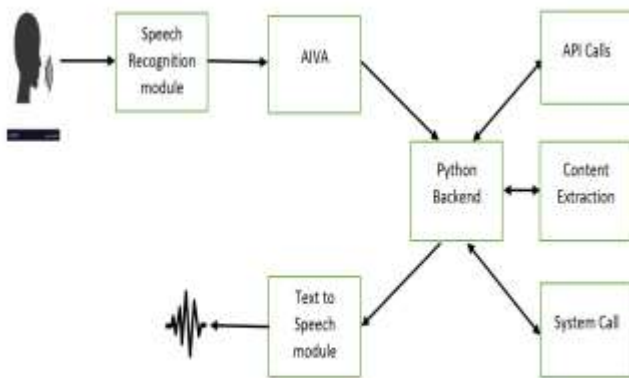 Speech
Recognition
module
AIVA
API Calls
Python
Backend
Content
Extraction
Text to
Speech
module
System Call